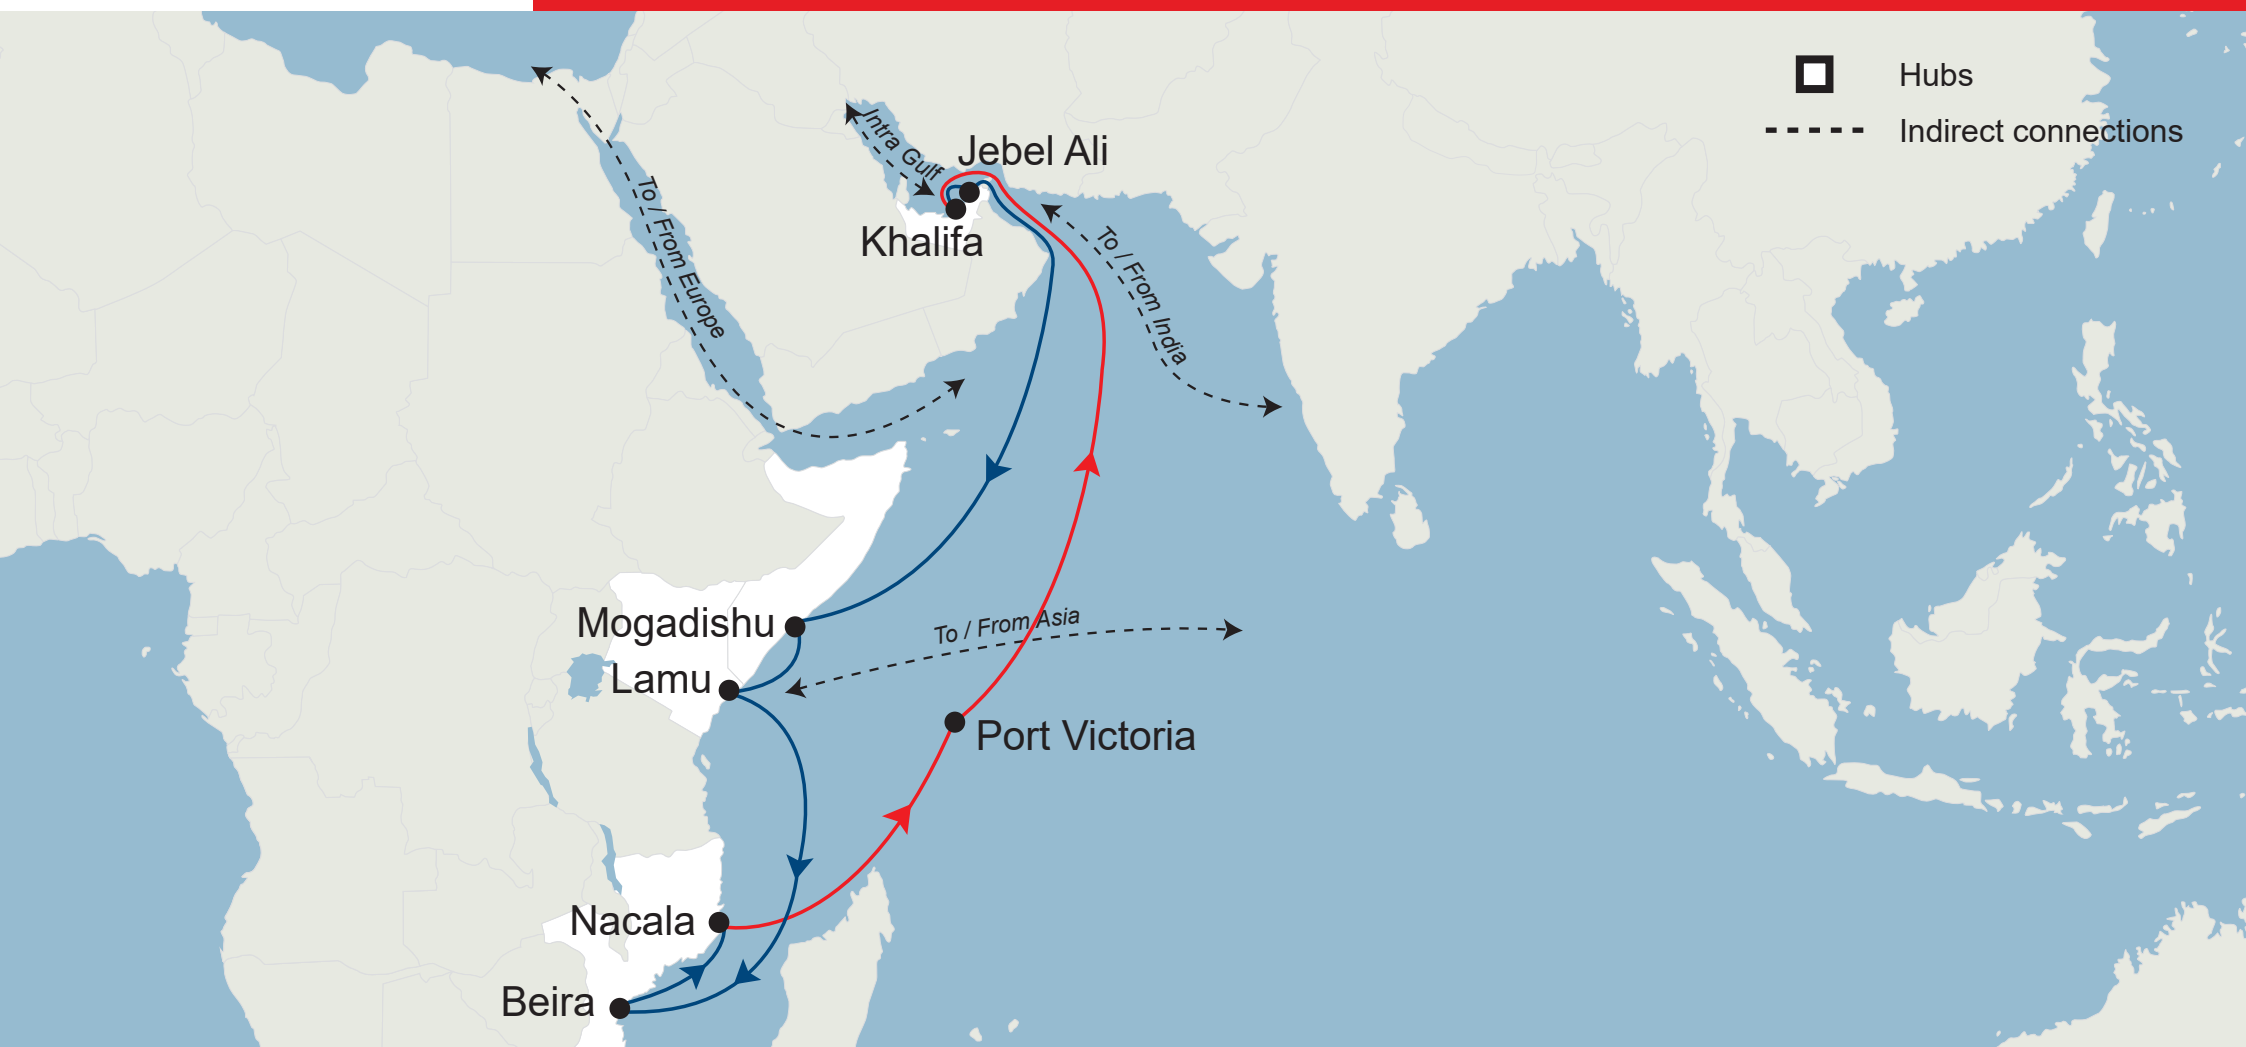 Hubs
Indirect connections
Intra Gulf
Jebel Ali
Khalifa
To / From Europe
To / From India
Mogadishu
To / From Asia
Lamu
Port Victoria
Nacala
Beira